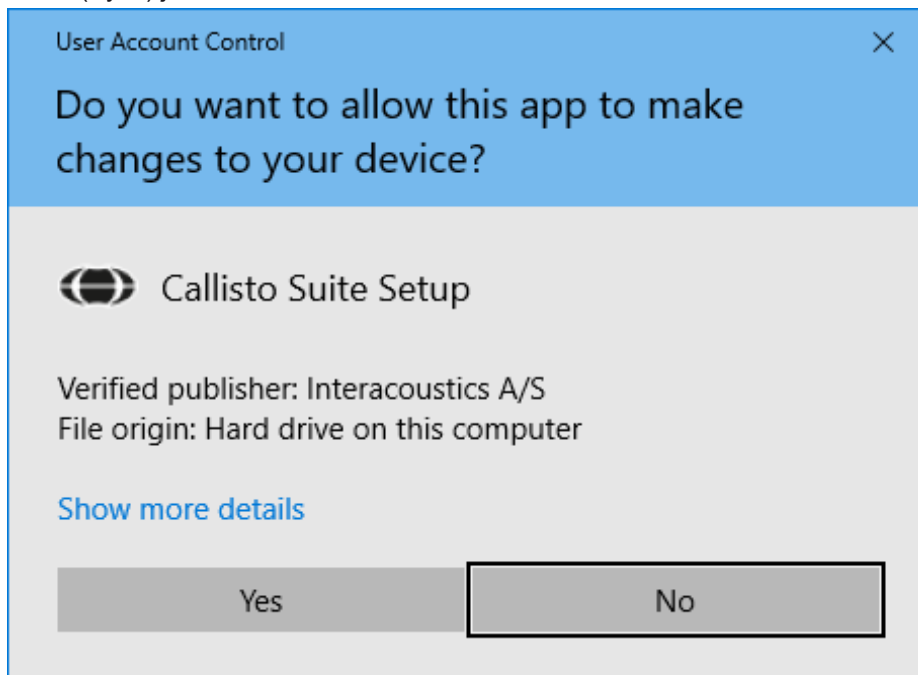 User Account Control
Do you want to allow this app to make
changes to your device?
Callisto Suite Setup
Verified publisher: Interacoustics A/S
File origin: Hard drive on this computer
Show more details
Yes
No